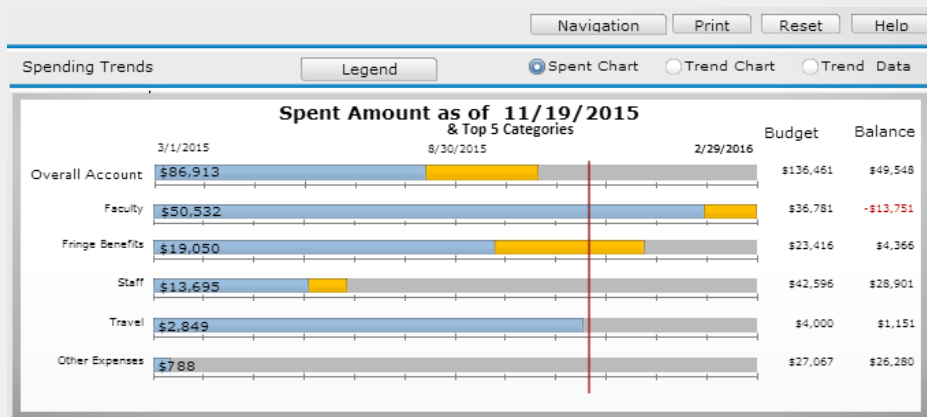 Navigation Print Reset Help
Spending Trends Legend Spent Chart Trend Chart Trend Data
Spent Amount as of 11/19/2015
& Top 5 Categories
Budget Balance
3/1/2015 8/30/2015 2/29/2016
Overall Account $86,913 $136,461 $49,548
Faculty $50,532 $36,781 -$13,751
Fringe Benefits $19,050 $23,416 $4,366
Staff $13,695 $42,596 $28,901
Travel $2,849 $4,000 $1,151
Other Expenses $788 $27,067 $26,280